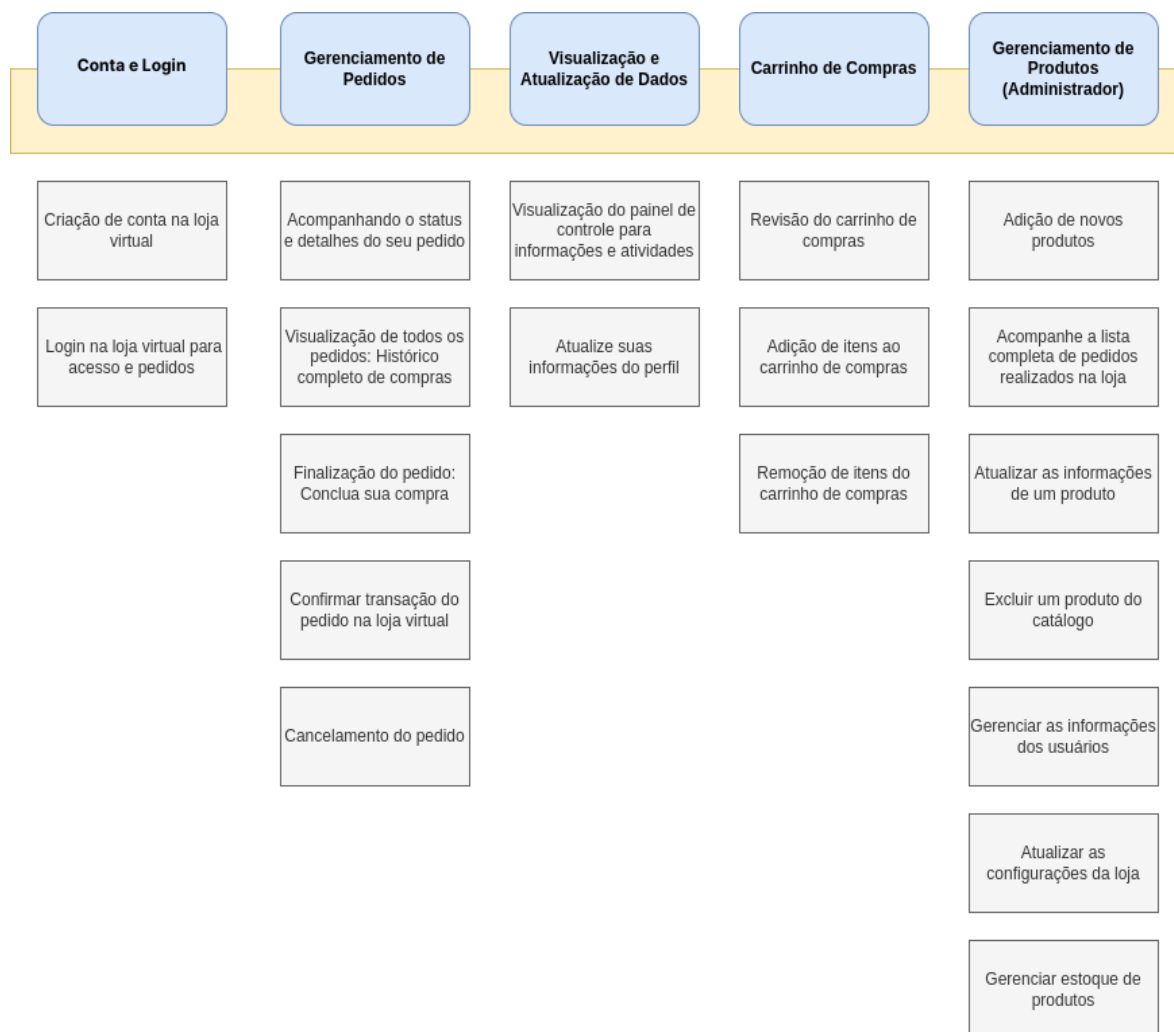 Conta e Login
Gerenciamento de
Pedidos
Visualização e
Atualização de Dados
Carrinho de Compras
Gerenciamento de
Produtos
(Administrador)
Criação de conta na loja
virtual
Acompanhando o status
e detalhes do seu pedido
Visualização do painel de
controle para
informações e atividades
Revisão do carrinho de
compras
Adição de novos
produtos
Login na loja virtual para
acesso e pedidos
Visualização de todos os
pedidos: Histórico
completo de compras
Atualize suas
informações do perfil
Adição de itens ao
carrinho de compras
Acompanhe a lista
completa de pedidos
realizados na loja
Finalização do pedido:
Conclua sua compra
Remoção de itens do
carrinho de compras
Atualizar as informações
de um produto
Confirmar transação do
pedido na loja virtual
Excluir um produto do
catálogo
Cancelamento do pedido
Gerenciar as informações
dos usuários
Atualizar as
configurações da loja
Gerenciar estoque de
produtos